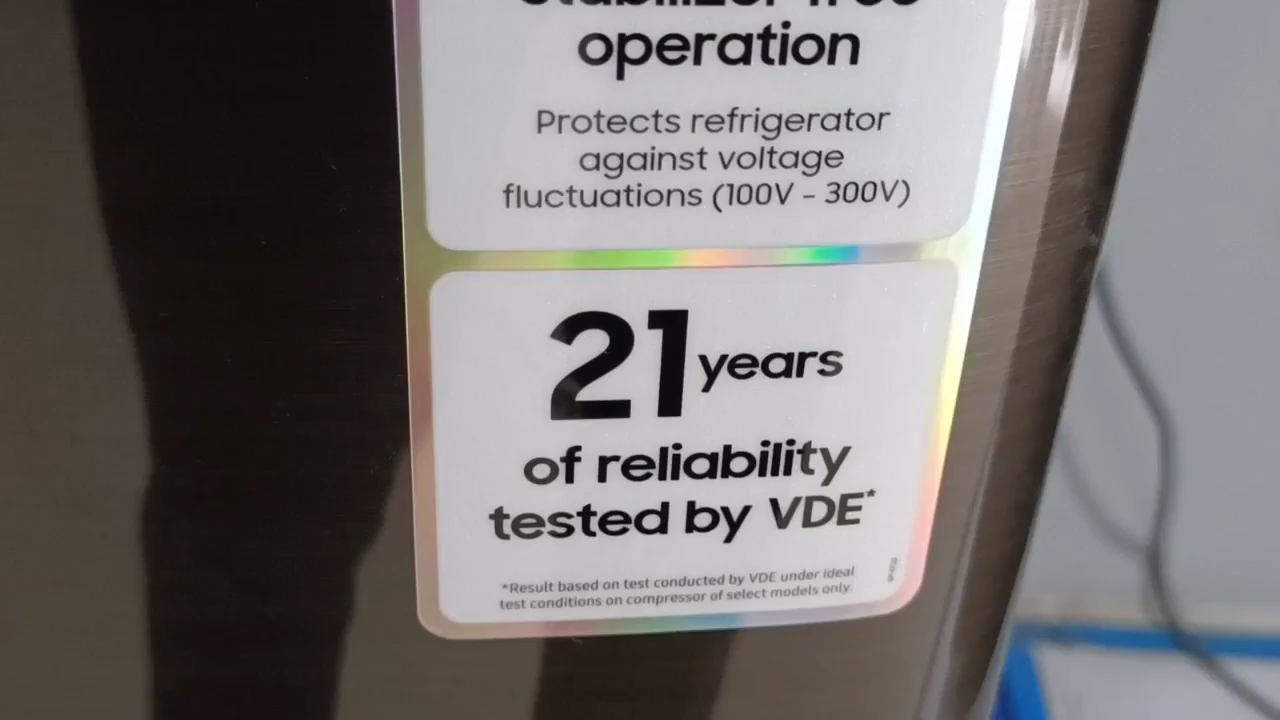 operation
Protects refrigerator
against voltage
fluctuations (100V - 300V)
21 years
of reliability
tested by VDE*
*Result based on test conducted by VDE under ideal
test conditions on compressor of select models only.